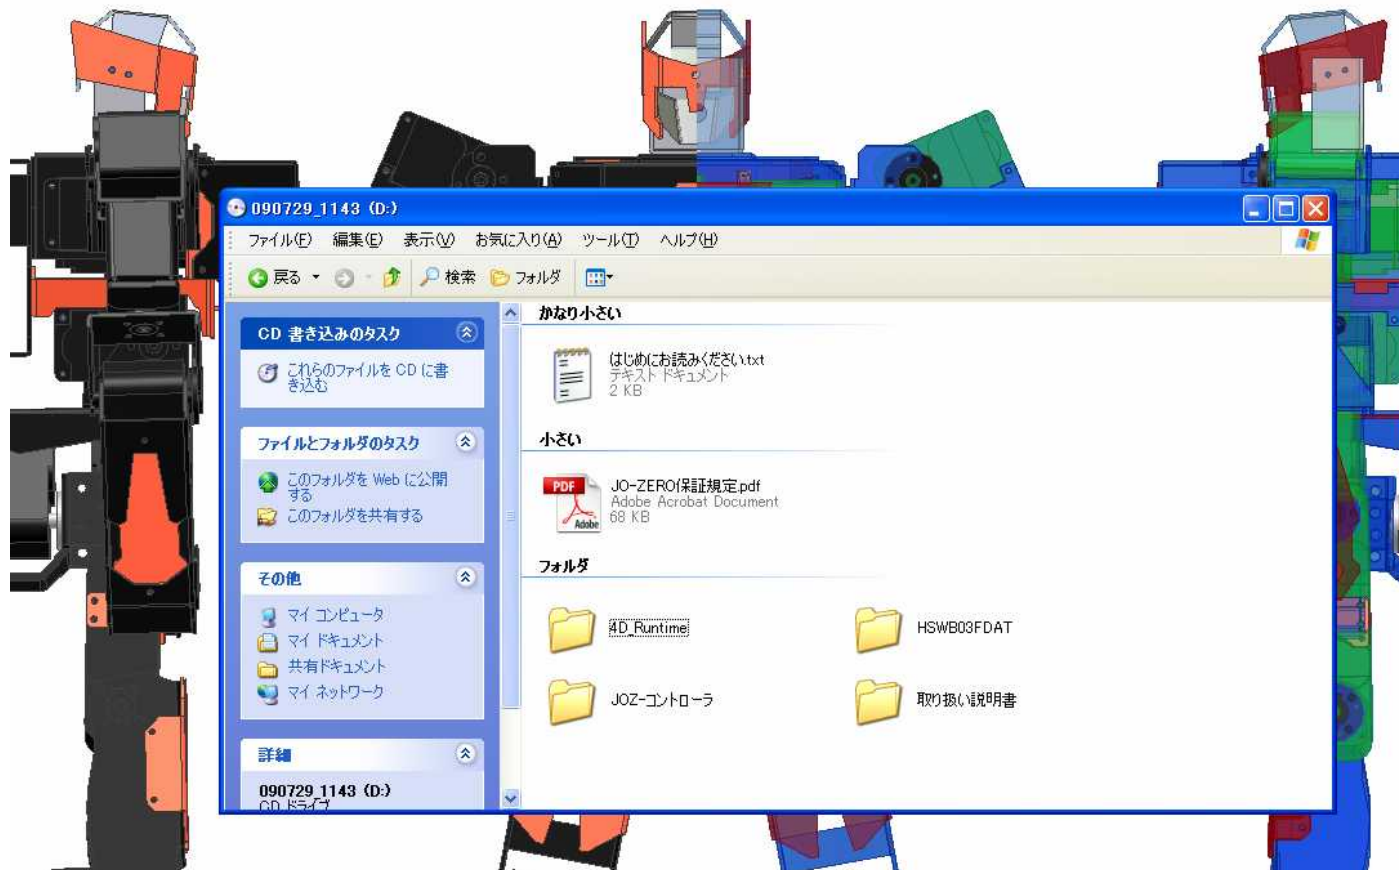 090729_1143 (D:)
ファイル(F) 編集(E) 表示(V) お気に入り(A) ツール(T) ヘルプ(H)
戻る 検索 フォルダ
CD 書き込みのタスク
これらのファイルを CD に書
き込む
ファイルとフォルダのタスク
このフォルダを Web に公開
する
このフォルダを共有する
その他
マイ コンピュータ
マイ ドキュメント
共有ドキュメント
マイ ネットワーク
詳細
090729_1143 (D:)
CD ドライブ
かなり小さい
はじめにお読みください.txt
テキスト ドキュメント
2 KB
小さい
PDF
Adobe
JO-ZERO保証規定.pdf
Adobe Acrobat Document
68 KB
フォルダ
4D_Runtime
HSWB03FDAT
JOZ-コントローラ
取り扱い説明書